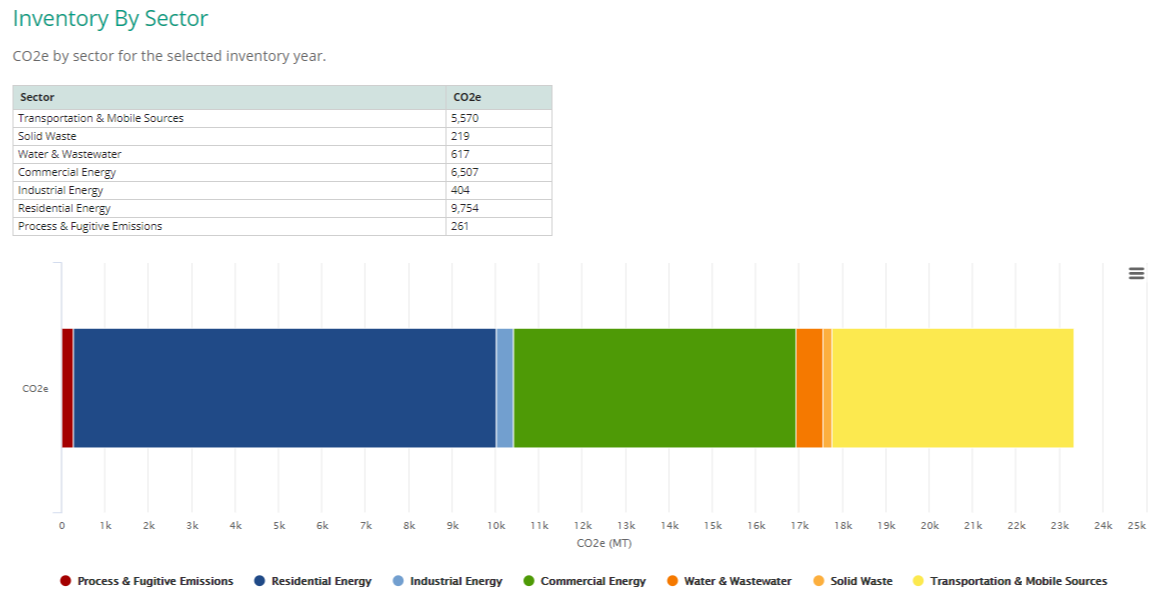 Inventory By Sector
CO2e by sector for the selected inventory year.
Sector CO2e
Transportation & Mobile Sources 5,570
Solid Waste 219
Water & Wastewater 617
Commercial Energy 6,507
Industrial Energy 404
Residential Energy 9,754
Process & Fugitive Emissions 261
CO2e
0 1k 2k 3k 4k 5k 6k 7k 8k 9k 10k 11k 12k 13k 14k 15k 16k 17k 18k 19k 20k 21k 22k 23k 24k 25k
CO2e (MT)
Process & Fugitive Emissions Residential Energy Industrial Energy Commercial Energy Water & Wastewater Solid Waste Transportation & Mobile Sources